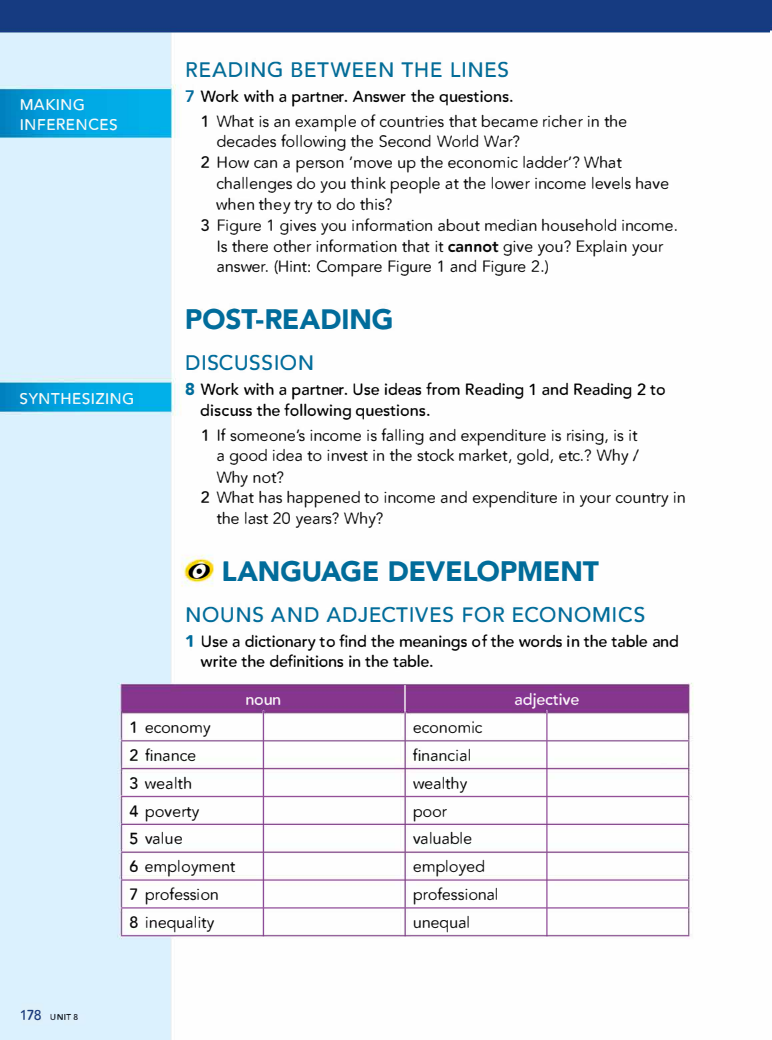 READING BETWEEN THE LINES
MAKING
INFERENCES
7 Work with a partner. Answer the questions.
1 What is an example of countries that became richer in the
decades following the Second World War?
2 How can a person ‘move up the economic ladder’? What
challenges do you think people at the lower income levels have
when they try to do this?
3 Figure 1 gives you information about median household income.
Is there other information that it cannot give you? Explain your
answer. (Hint: Compare Figure 1 and Figure 2.)
POST-READING
DISCUSSION
SYNTHESIZING
8 Work with a partner. Use ideas from Reading 1 and Reading 2 to
discuss the following questions.
1 If someone’s income is falling and expenditure is rising, is it
a good idea to invest in the stock market, gold, etc.? Why /
Why not?
2 What has happened to income and expenditure in your country in
the last 20 years? Why?
LANGUAGE DEVELOPMENT
NOUNS AND ADJECTIVES FOR ECONOMICS
1 Use a dictionary to find the meanings of the words in the table and
write the definitions in the table.
noun adjective
1 economy economic
2 finance financial
3 wealth wealthy
4 poverty poor
5 value valuable
6 employment employed
7 profession professional
8 inequality unequal
178 UNIT 8